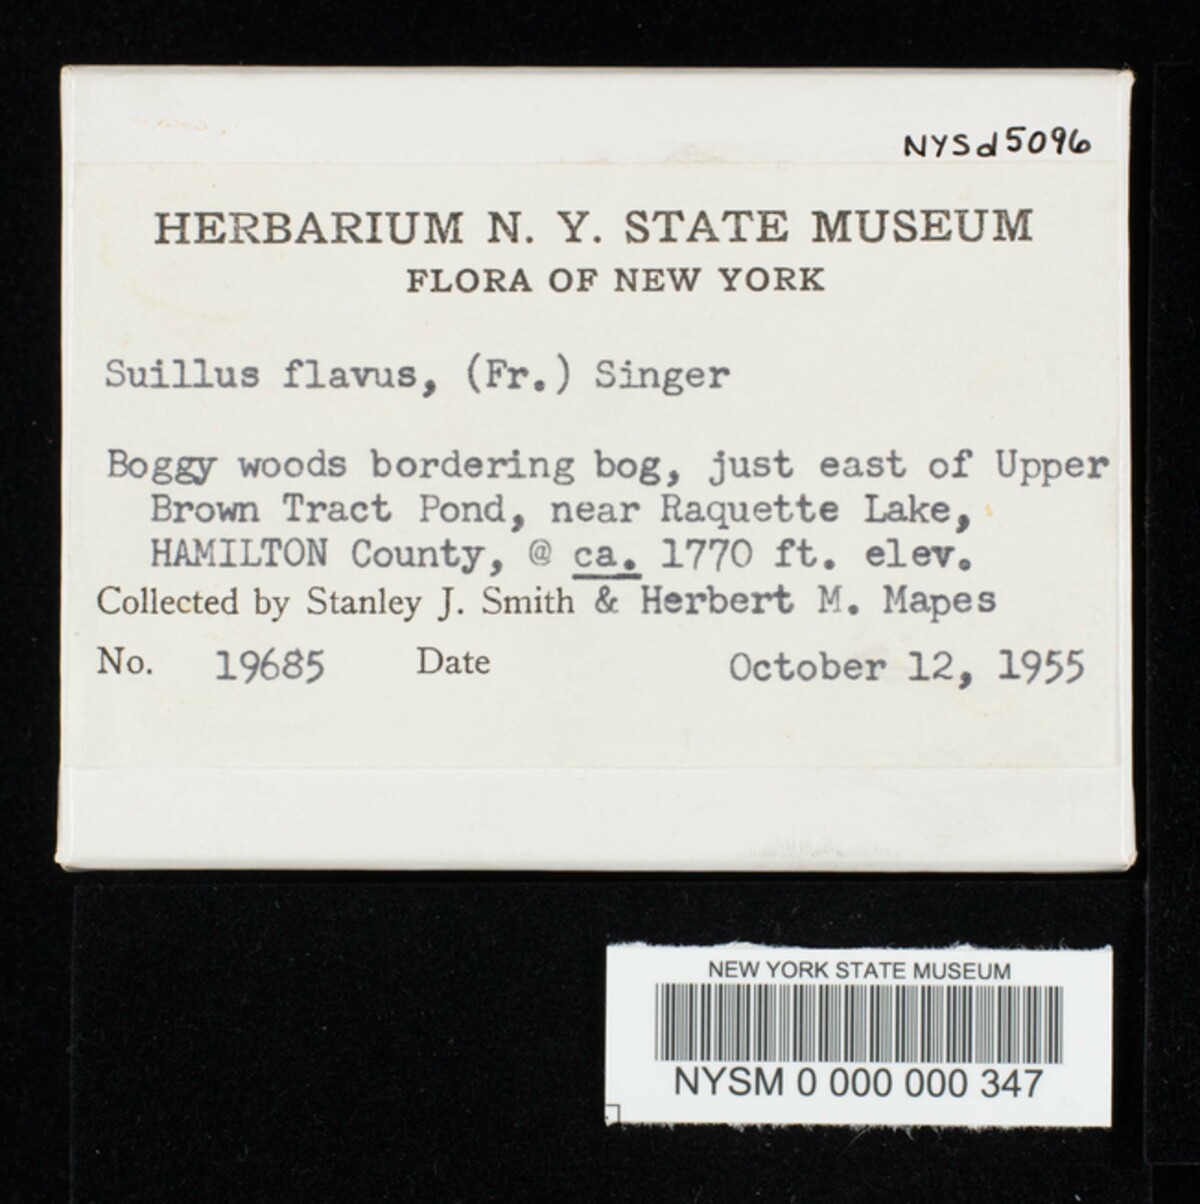 NYSd5096
HERBARIUM N. Y. STATE MUSEUM
FLORA OF NEW YORK
Suillus flavus, (Fr.) Singer
Boggy woods bordering bog, just east of Upper
Brown Tract Pond, near Raquette Lake,
HAMILTON County, @ ca. 1770 ft. elev.
Collected by Stanley J. Smith & Herbert M. Mapes
No. 19685 Date October 12, 1955
NEW YORK STATE MUSEUM
NYSM 0 000 000 347